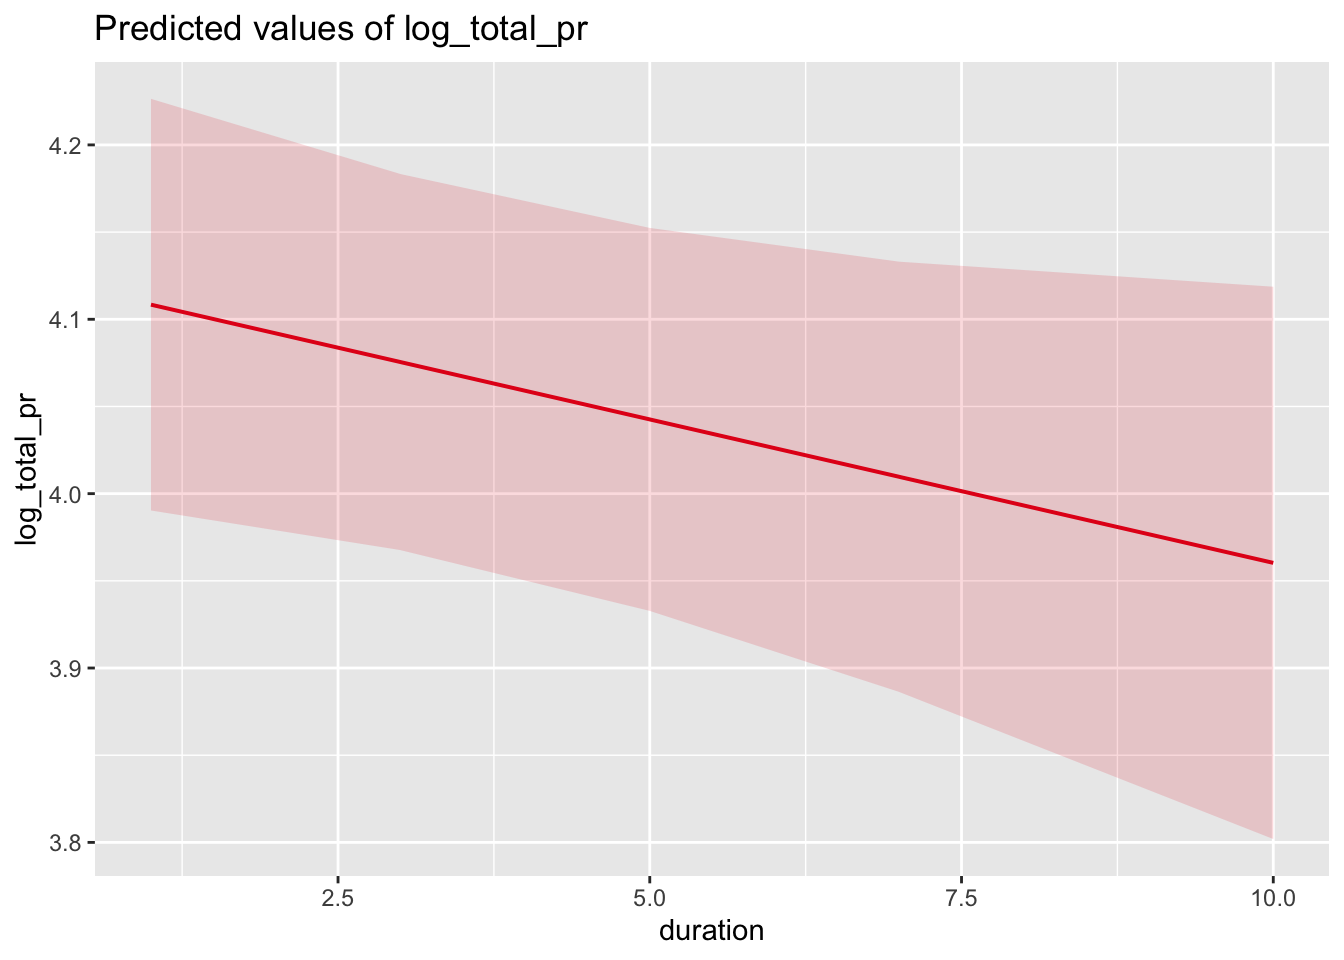 Predicted values of log_total_pr
log_total_pr
4.2
4.1
4.0
3.9
3.8
2.5 5.0 7.5 10.0
duration